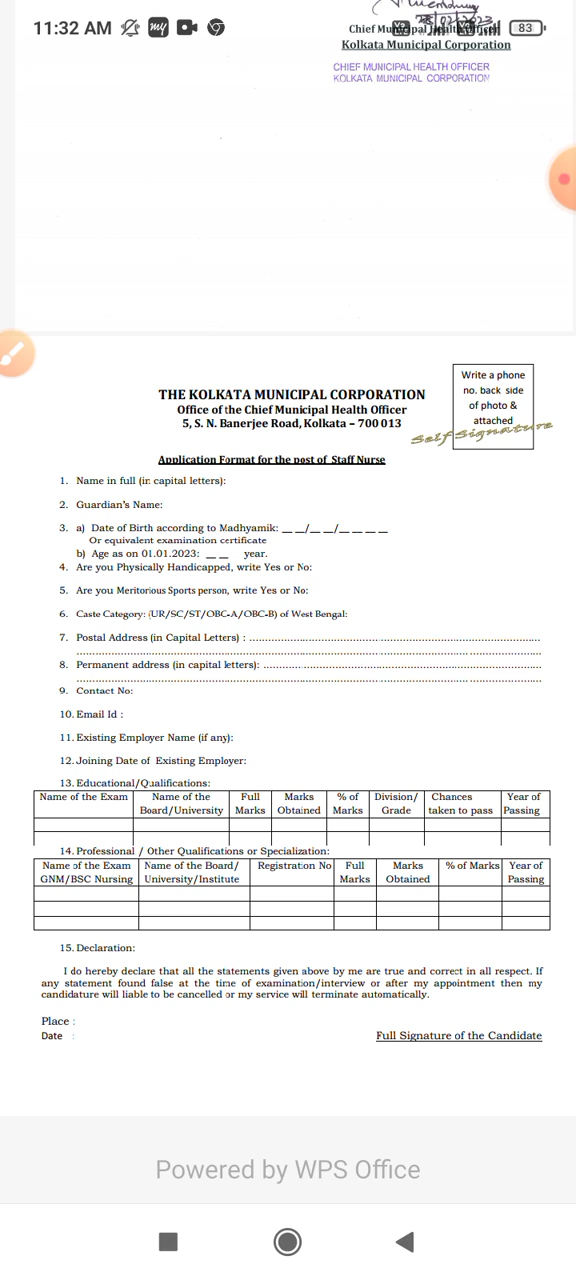 11:32 AM my 83
28/02/2023
Chief Municipal Health Officer
Kolkata Municipal Corporation
CHIEF MUNICIPAL HEALTH OFFICER
KOLKATA MUNICIPAL CORPORATION
Write a phone
no. back side
of photo &
attached
Self Signature
THE KOLKATA MUNICIPAL CORPORATION
Office of the Chief Municipal Health Officer
5, S. N. Banerjee Road, Kolkata – 700 013
Application Format for the post of Staff Nurse
1. Name in full (in capital letters):
2. Guardian's Name:
3. a) Date of Birth according to Madhyamik: __ __/__ __/__ __ __ __
Or equivalent examination certificate
b) Age as on 01.01.2023: __ __ year.
4. Are you Physically Handicapped, write Yes or No:
5. Are you Meritorious Sports person, write Yes or No:
6. Caste Category: (UR/SC/ST/OBC-A/OBC-B) of West Bengal:
7. Postal Address (in Capital Letters) : ........................................................
........................................................
8. Permanent address (in capital letters): ........................................................
........................................................
9. Contact No:
10. Email Id :
11. Existing Employer Name (if any):
12. Joining Date of Existing Employer:
13. Educational/Qualifications:
Name of the Exam Name of the Full Marks % of Division/ Chances Year of
Board/University Marks Obtained Marks Grade taken to pass Passing
14. Professional / Other Qualifications or Specialization:
Name of the Exam Name of the Board/ Registration No Full Marks % of Marks Year of
GNM/BSC Nursing University/Institute Marks Obtained Passing
15. Declaration:
I do hereby declare that all the statements given above by me are true and correct in all respect. If
any statement found false at the time of examination/interview or after my appointment then my
candidature will liable to be cancelled or my service will terminate automatically.
Place :
Date : Full Signature of the Candidate
Powered by WPS Office